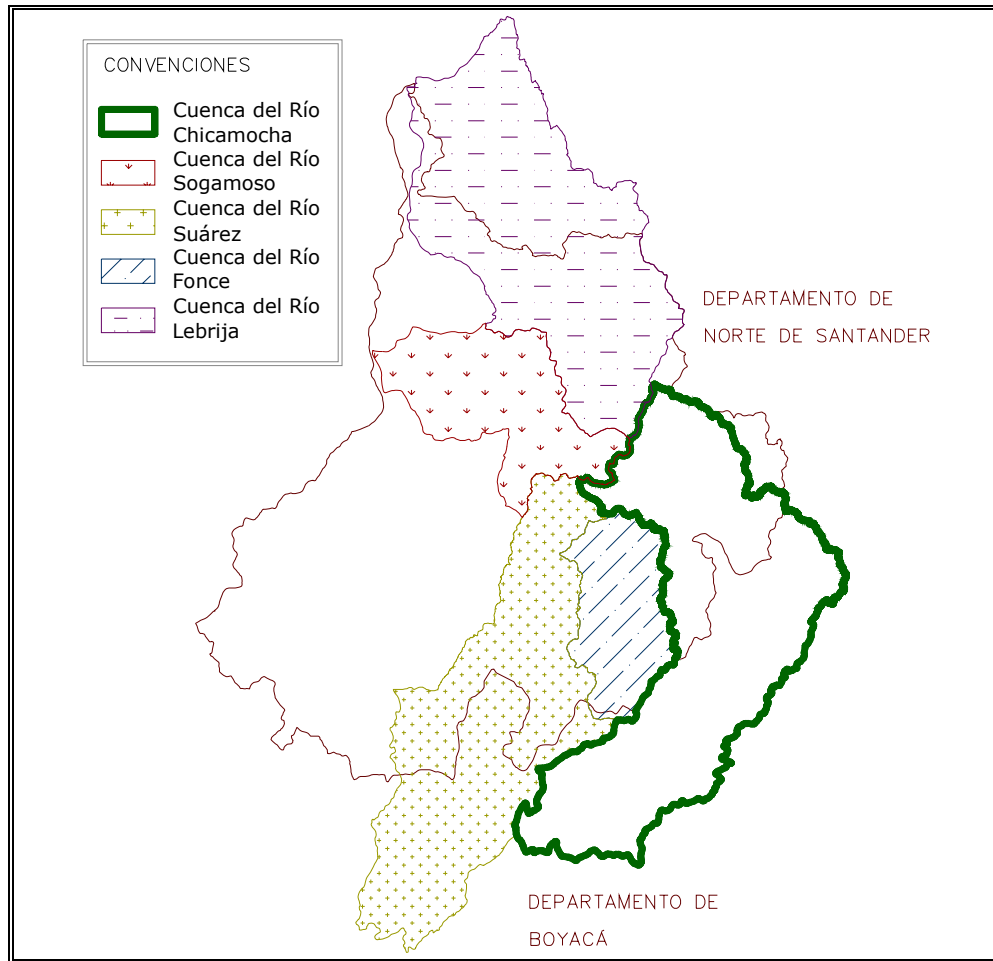 CONVENCIONES
Cuenca del Río
Chicamocha
Cuenca del Río
Sogamoso
Cuenca del Río
Suárez
Cuenca del Río
Fonce
Cuenca del Río
Lebrija
DEPARTAMENTO DE
NORTE DE SANTANDER
DEPARTAMENTO DE
BOYACÁ